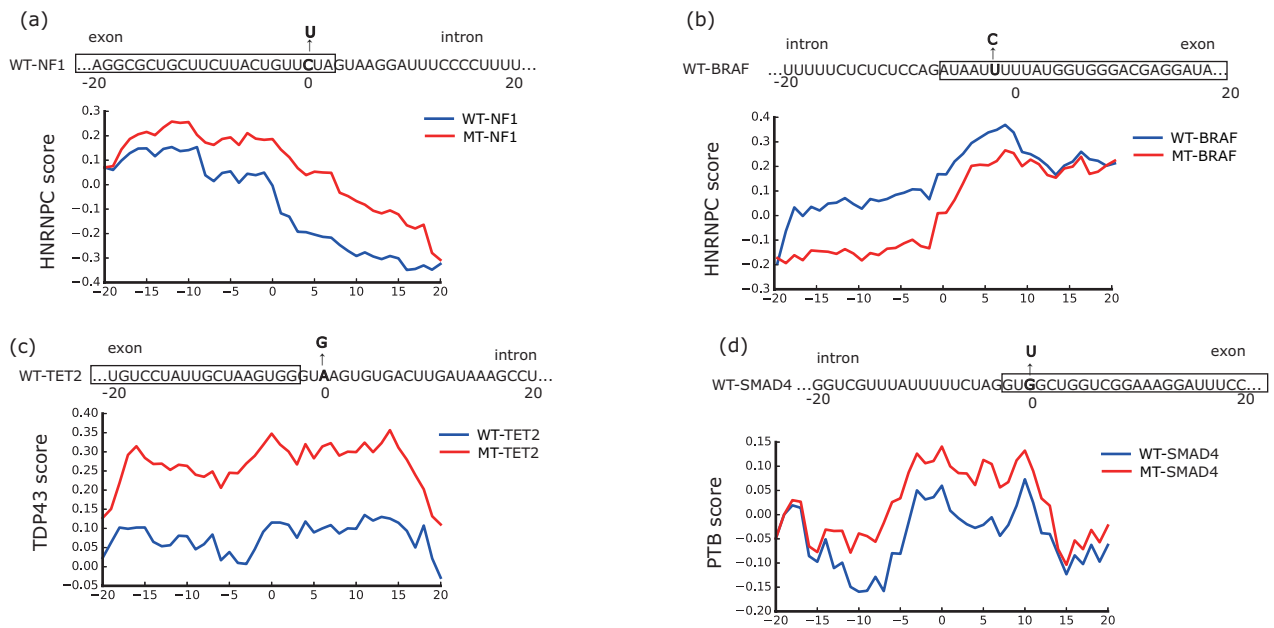 (a)
U
↑
exon
intron
WT-NF1 ...AGGCGCUGCUUCUUACUGUUCUAGUAAGGAUUUCCCCUUUU...
-20 0 20
WT-NF1
MT-NF1
HNRNPC score
0.3
0.2
0.1
0.0
−0.1
−0.2
−0.3
−0.4
−20 −15 −10 −5 0 5 10 15 20
(b)
C
↑
intron
exon
WT-BRAF ...UUUUUCUCUCUCCAGAUAAUUUUUAUGGUGGGACGAGGAUA...
-20 0 20
WT-BRAF
MT-BRAF
HNRNPC score
0.4
0.3
0.2
0.1
0.0
−0.1
−0.2
−0.3
−20 −15 −10 −5 0 5 10 15 20
(c)
G
↑
exon
intron
WT-TET2 ...UGUCCUAUUGCUAAGUGGGUAAGUGUGACUUGAUAAAGCCU...
-20 0 20
WT-TET2
MT-TET2
TDP43 score
0.40
0.35
0.30
0.25
0.20
0.15
0.10
0.05
0.00
−0.05
−20 −15 −10 −5 0 5 10 15 20
(d)
U
↑
intron
exon
WT-SMAD4 ...GGUCGUUUAUUUUUCUAGGUGGCUGGUCGGAAAGGAUUUCC...
-20 0 20
WT-SMAD4
MT-SMAD4
PTB score
0.15
0.10
0.05
0.00
−0.05
−0.10
−0.15
−0.20
−20 −15 −10 −5 0 5 10 15 20